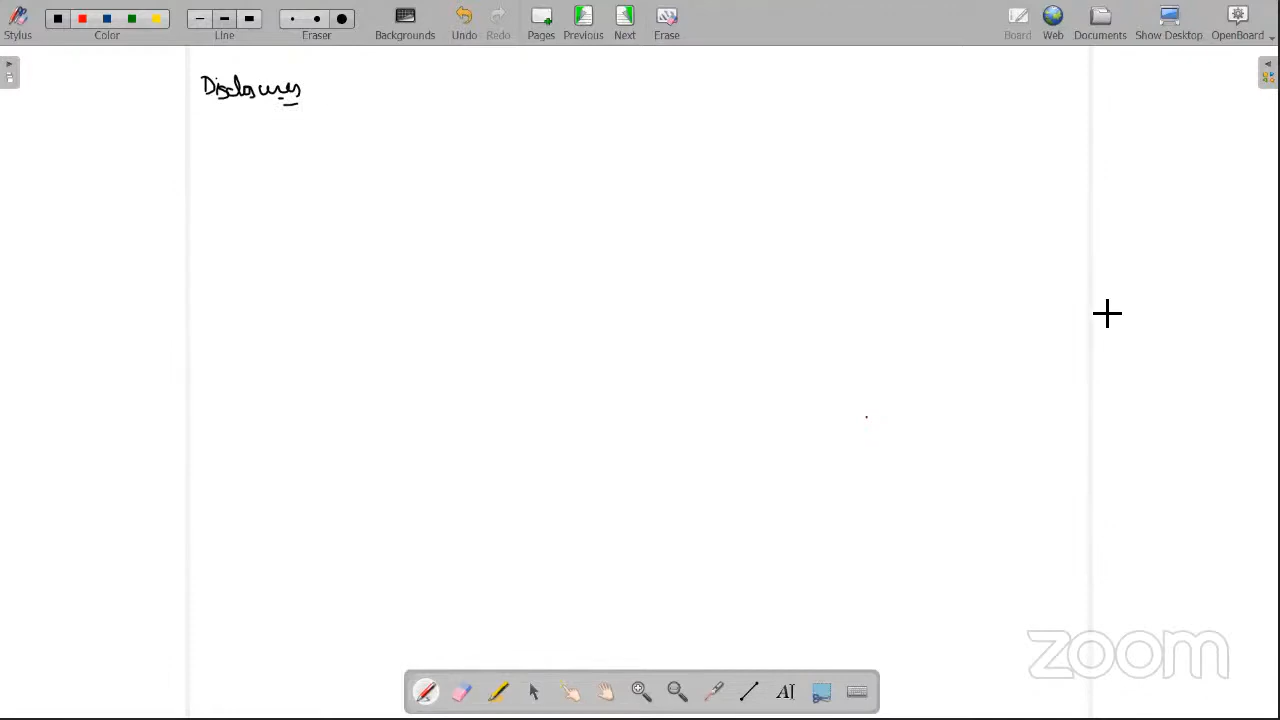 Stylus Color Line Eraser Backgrounds Undo Redo Pages Previous Next Erase Board Web Documents Show Desktop OpenBoard
Disclosures
zoom
AI